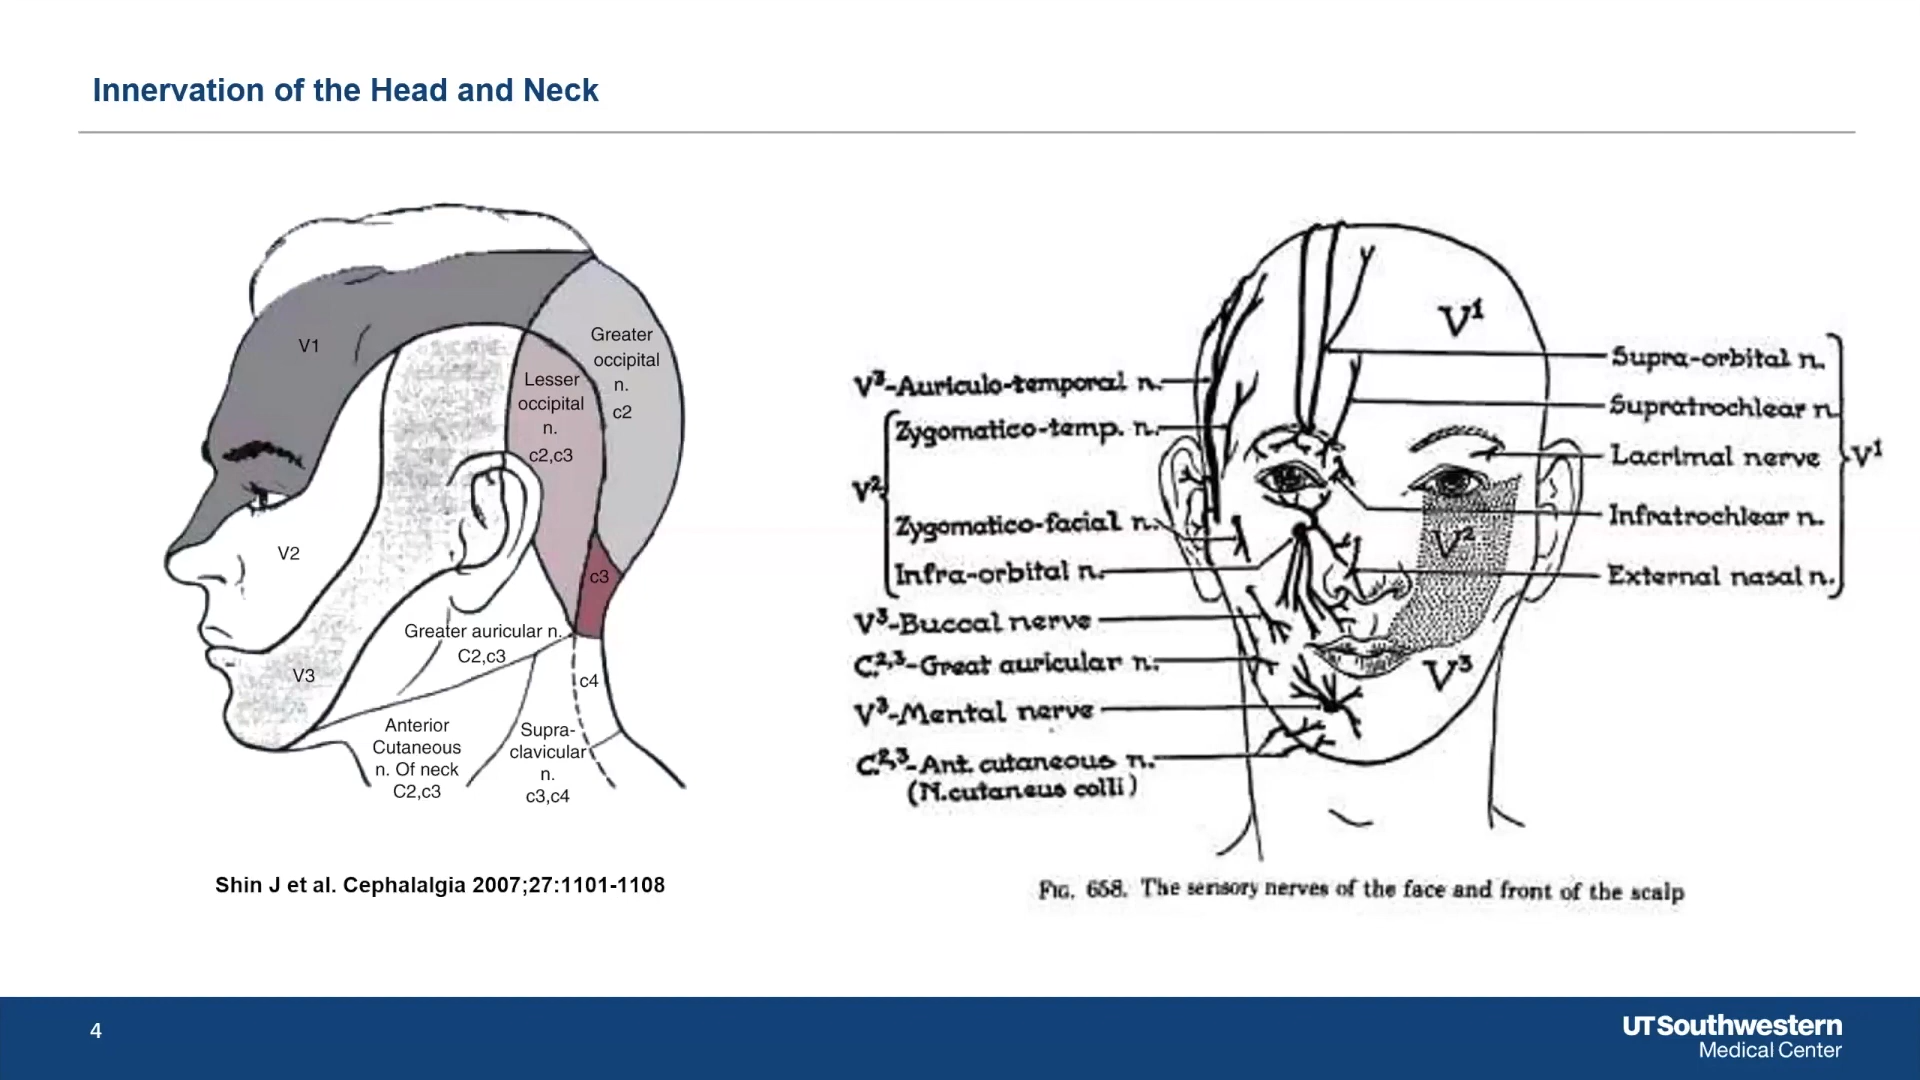 Innervation of the Head and Neck
V1
V2
V3
Greater
occipital
n.
c2
Lesser
occipital
n.
c2,c3
c3
Greater auricular n.
C2,c3
c4
Anterior
Cutaneous
n. Of neck
C2,c3
Supra-
clavicular
n.
c3,c4
Shin J et al. Cephalalgia 2007;27:1101-1108
V³-Auriculo-temporal n.
V²
Zygomatico-temp. n.
Zygomatico-facial n.
Infra-orbital n.
V³-Buccal nerve
C.²,³-Great auricular n.
V³-Mental nerve
C.²,³-Ant. cutaneous n.
(N.cutaneus colli)
V¹
V²
V³
Supra-orbital n.
Supratrochlear n.
Lacrimal nerve
V¹
Infratrochlear n.
External nasal n.
FIG. 658. The sensory nerves of the face and front of the scalp
4
UT Southwestern
Medical Center